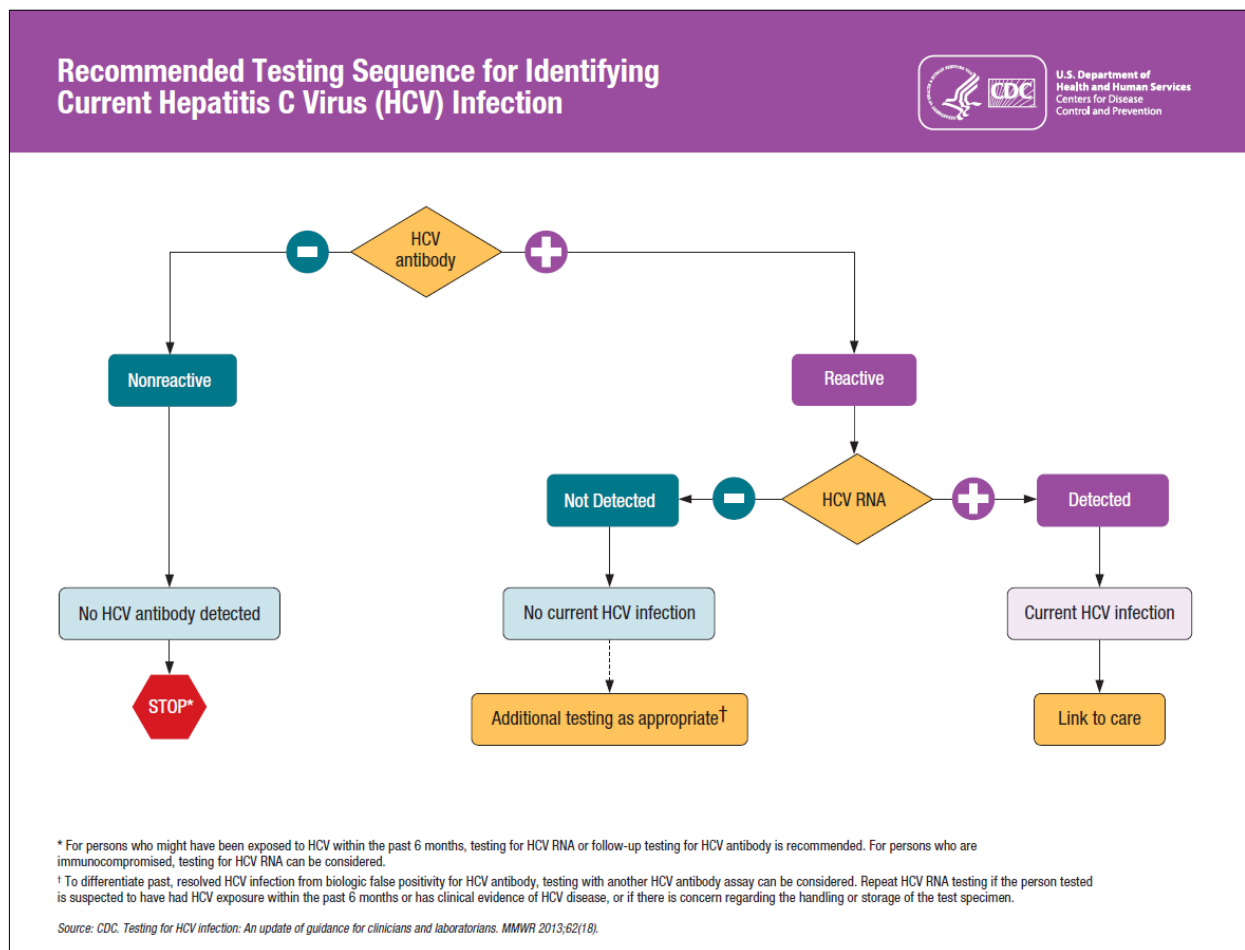 Recommended Testing Sequence for Identifying
Current Hepatitis C Virus (HCV) Infection
CDC
U.S. Department of
Health and Human Services
Centers for Disease
Control and Prevention
HCV
antibody
Nonreactive
Reactive
Not Detected
HCV RNA
Detected
No HCV antibody detected
No current HCV infection
Current HCV infection
STOP*
Additional testing as appropriate†
Link to care
* For persons who might have been exposed to HCV within the past 6 months, testing for HCV RNA or follow-up testing for HCV antibody is recommended. For persons who are
immunocompromised, testing for HCV RNA can be considered.
† To differentiate past, resolved HCV infection from biologic false positivity for HCV antibody, testing with another HCV antibody assay can be considered. Repeat HCV RNA testing if the person tested
is suspected to have had HCV exposure within the past 6 months or has clinical evidence of HCV disease, or if there is concern regarding the handling or storage of the test specimen.
Source: CDC. Testing for HCV infection: An update of guidance for clinicians and laboratorians. MMWR 2013;62(18).